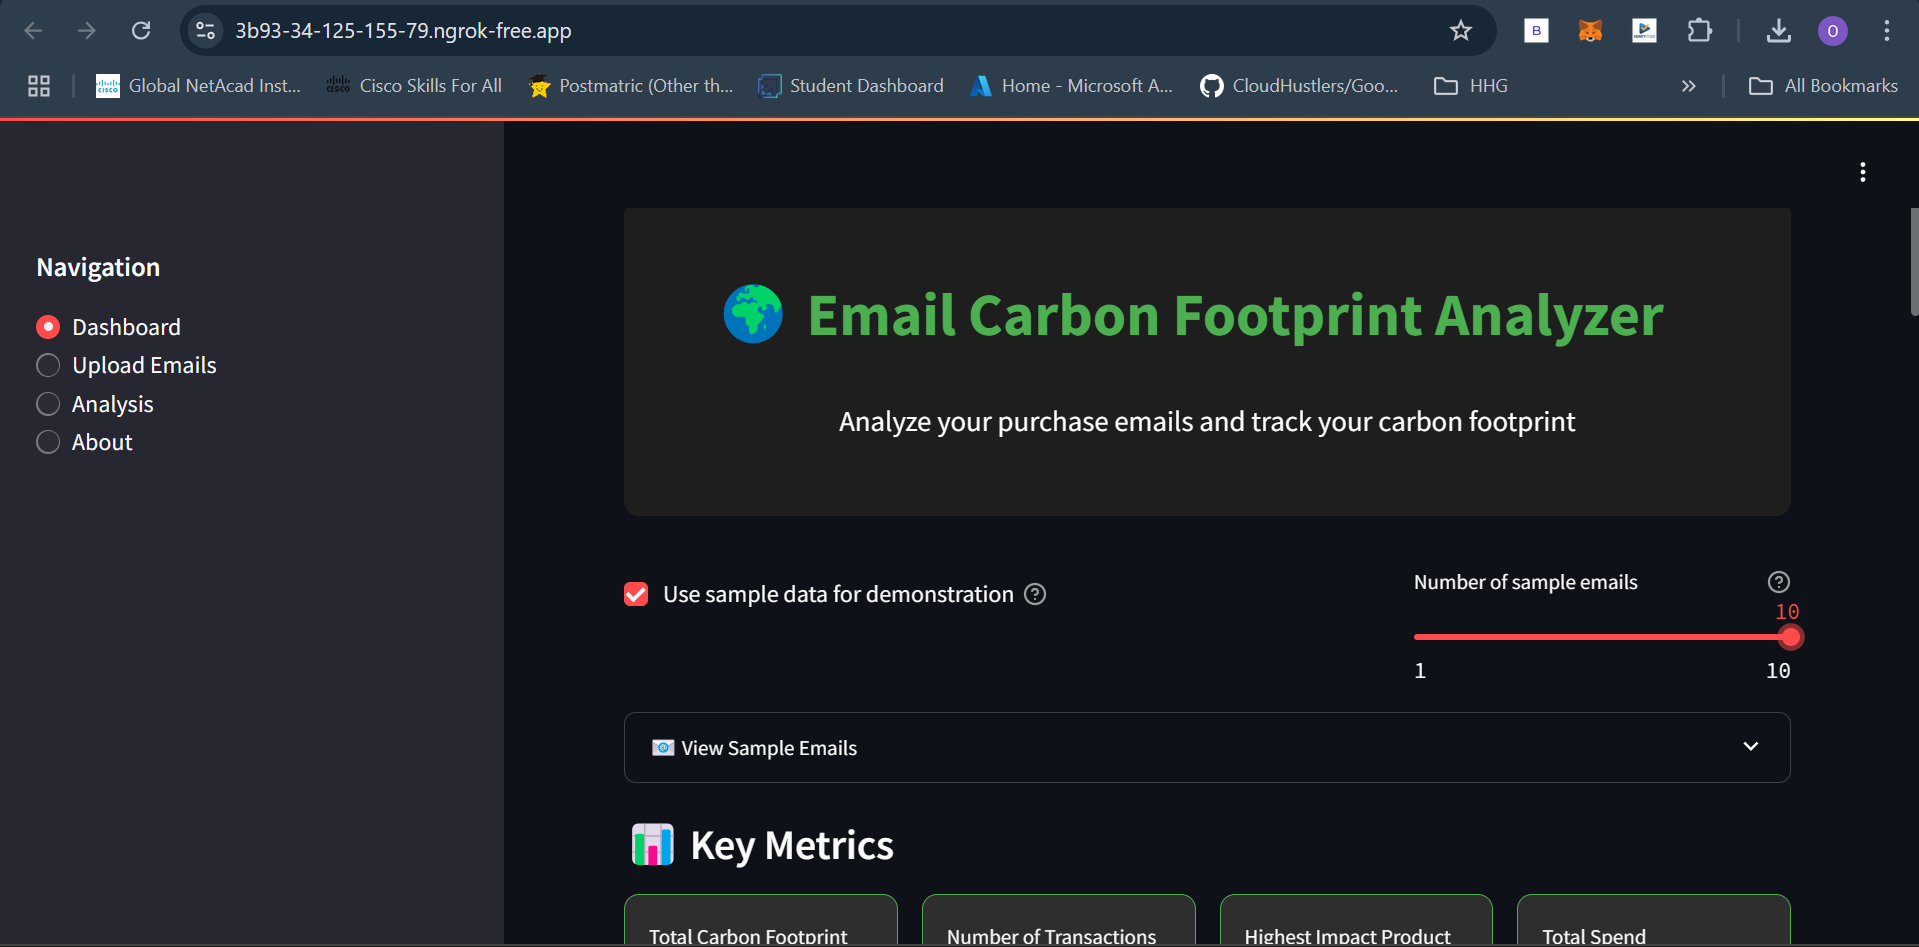 3b93-34-125-155-79.ngrok-free.app
B
O
Global NetAcad Inst...
Cisco Skills For All
Postmatric (Other th...
Student Dashboard
Home - Microsoft A...
CloudHustlers/Goo...
HHG
All Bookmarks
Navigation
Dashboard
Upload Emails
Analysis
About
Email Carbon Footprint Analyzer
Analyze your purchase emails and track your carbon footprint
Use sample data for demonstration
Number of sample emails
10
1
10
View Sample Emails
Key Metrics
Total Carbon Footprint
Number of Transactions
Highest Impact Product
Total Spend